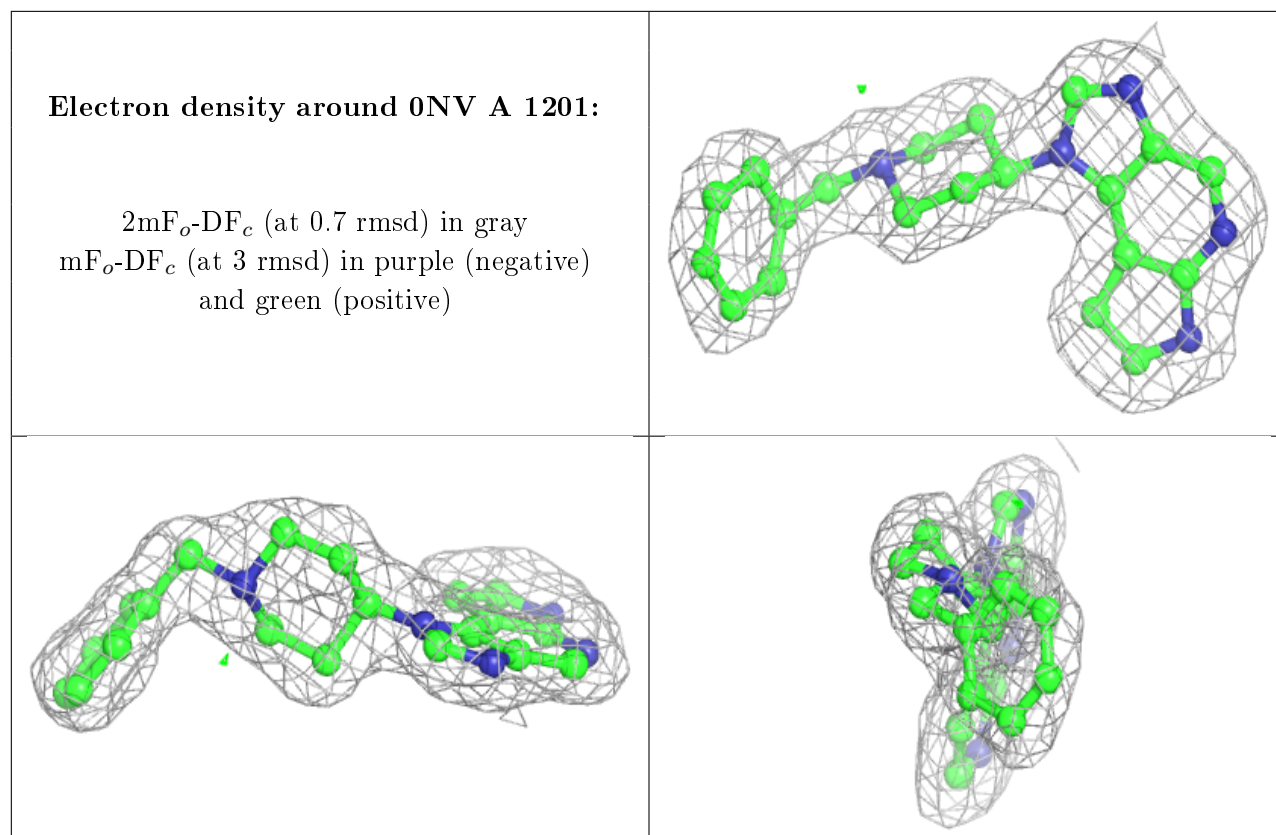 Electron density around 0NV A 1201:
2mFₒ-DF𝒸 (at 0.7 rmsd) in gray
mFₒ-DF𝒸 (at 3 rmsd) in purple (negative)
and green (positive)